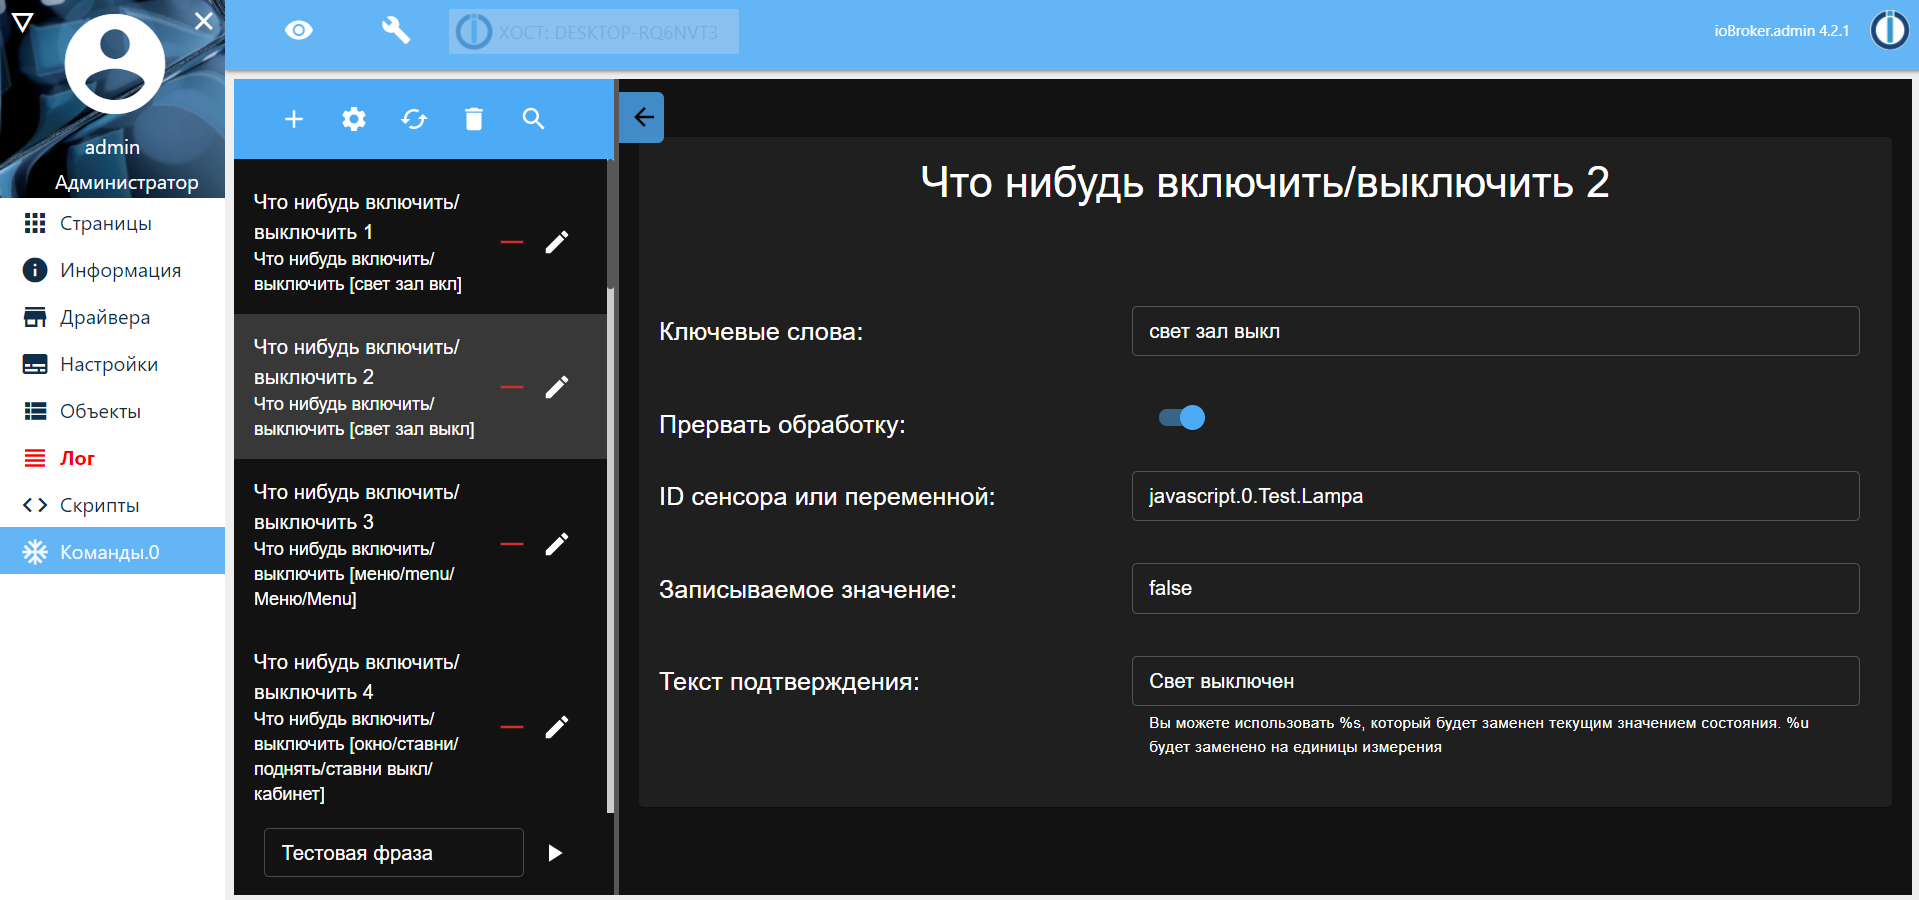 ХОСТ: DESKTOP-RQ6NVT3
ioBroker.admin 4.2.1
admin
Администратор
Страницы
Информация
Драйвера
Настройки
Объекты
Лог
Скрипты
Команды.0
Что нибудь включить/
выключить 1
Что нибудь включить/
выключить [свет зал вкл]
Что нибудь включить/
выключить 2
Что нибудь включить/
выключить [свет зал выкл]
Что нибудь включить/
выключить 3
Что нибудь включить/
выключить [меню/menu/
Меню/Menu]
Что нибудь включить/
выключить 4
Что нибудь включить/
выключить [окно/ставни/
поднять/ставни выкл/
кабинет]
Тестовая фраза
Что нибудь включить/выключить 2
Ключевые слова:
свет зал выкл
Прервать обработку:
ID сенсора или переменной:
javascript.0.Test.Lampa
Записываемое значение:
false
Текст подтверждения:
Свет выключен
Вы можете использовать %s, который будет заменен текущим значением состояния. %u
будет заменено на единицы измерения